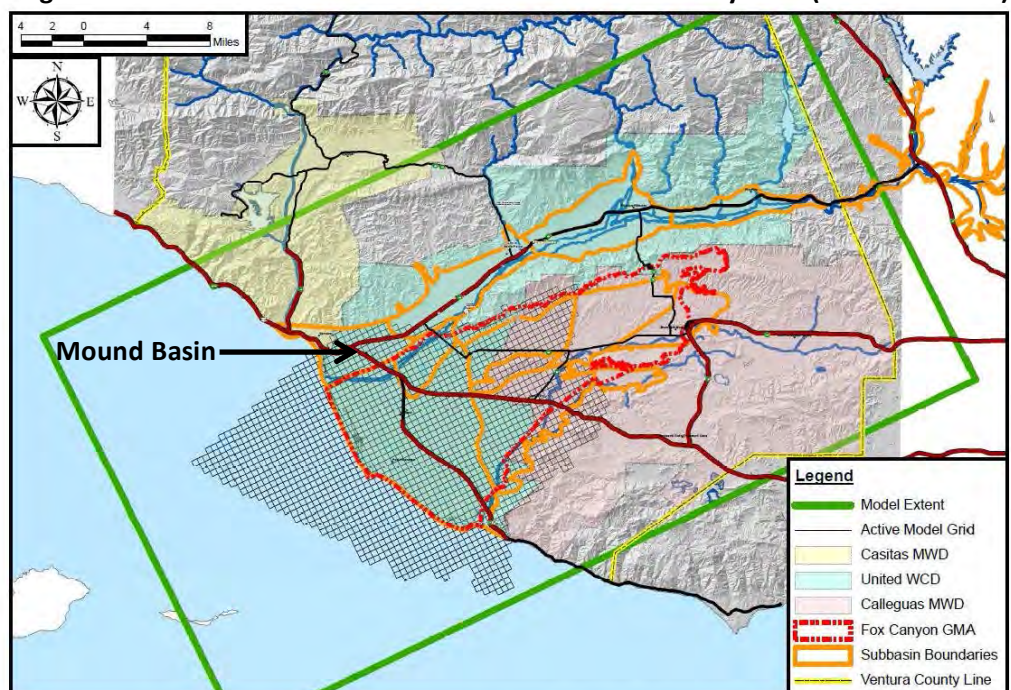 4 2 0 4 8
Miles
N
W E
S
Mound Basin
Legend
Model Extent
Active Model Grid
Casitas MWD
United WCD
Calleguas MWD
Fox Canyon GMA
Subbasin Boundaries
Ventura County Line